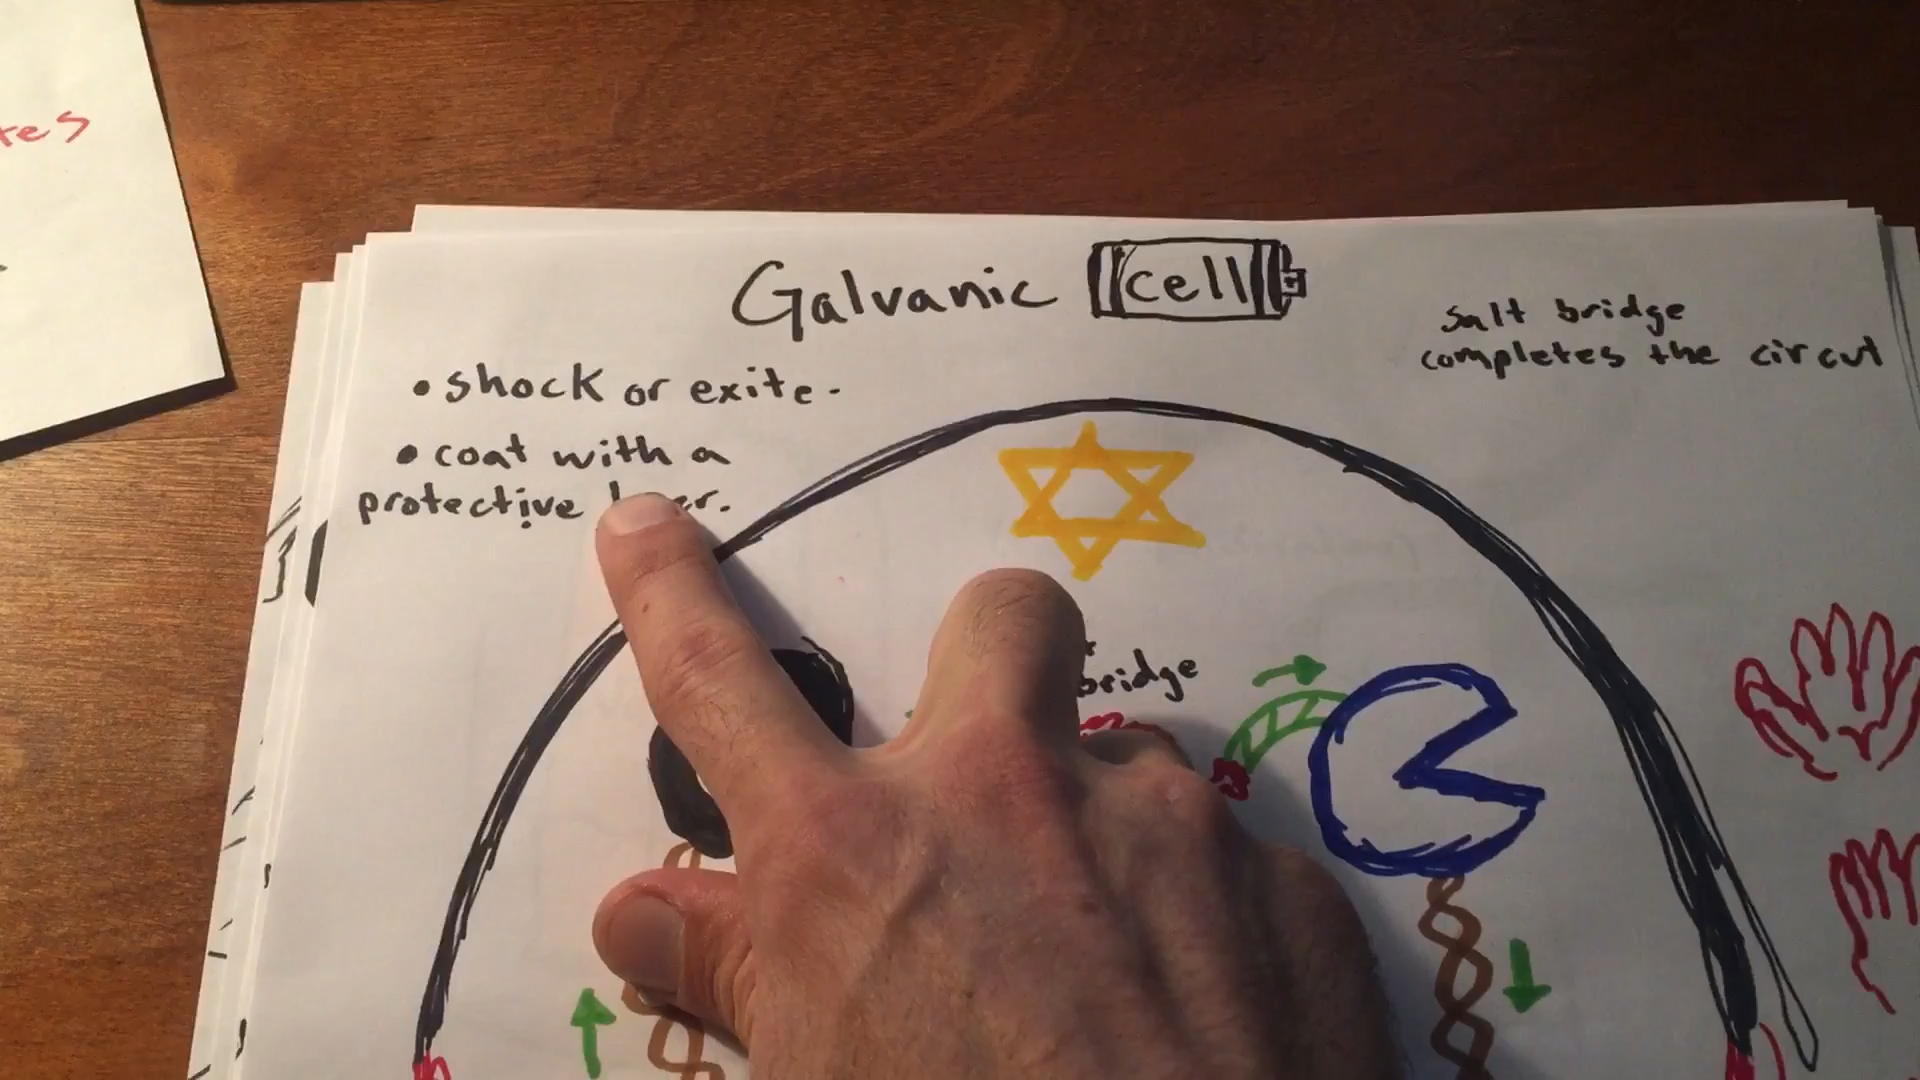 Galvanic cell
salt bridge
completes the circut
• shock or exite-
• coat with a
protective
bridge